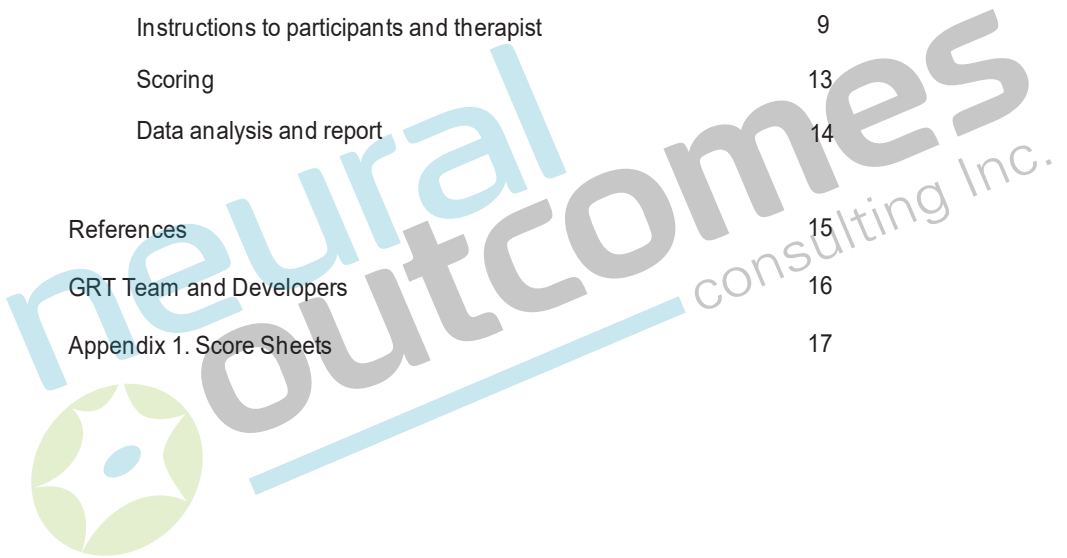 Instructions to participants and therapist 9
Scoring 13
Data analysis and report 14
References 15
GRT Team and Developers 16
Appendix 1. Score Sheets 17
neural
outcomes
consulting Inc.